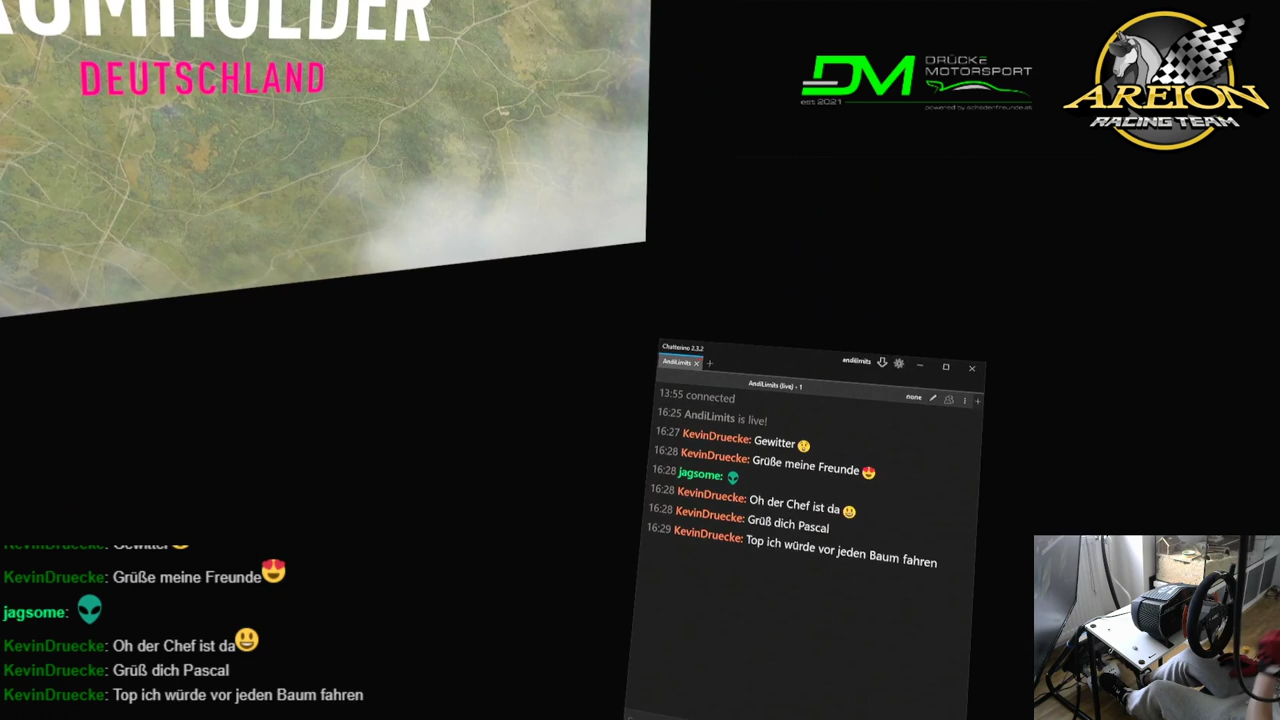 DEUTSCHLAND
DM
est 2021
DRÜCKE
MOTORSPORT
AREION
RACING TEAM
Chatterino 2.3.2
andilimits
AndiLimits
AndiLimits (live) - 1
none
13:55 connected
16:25 AndiLimits is live!
16:27 KevinDruecke: Gewitter 😲
16:28 KevinDruecke: Grüße meine Freunde 😍
16:28 jagsome: 👽
16:28 KevinDruecke: Oh der Chef ist da 😃
16:28 KevinDruecke: Grüß dich Pascal
16:29 KevinDruecke: Top ich würde vor jeden Baum fahren
KevinDruecke: Gewitter
KevinDruecke: Grüße meine Freunde😍
jagsome: 👽
KevinDruecke: Oh der Chef ist da😃
KevinDruecke: Grüß dich Pascal
KevinDruecke: Top ich würde vor jeden Baum fahren